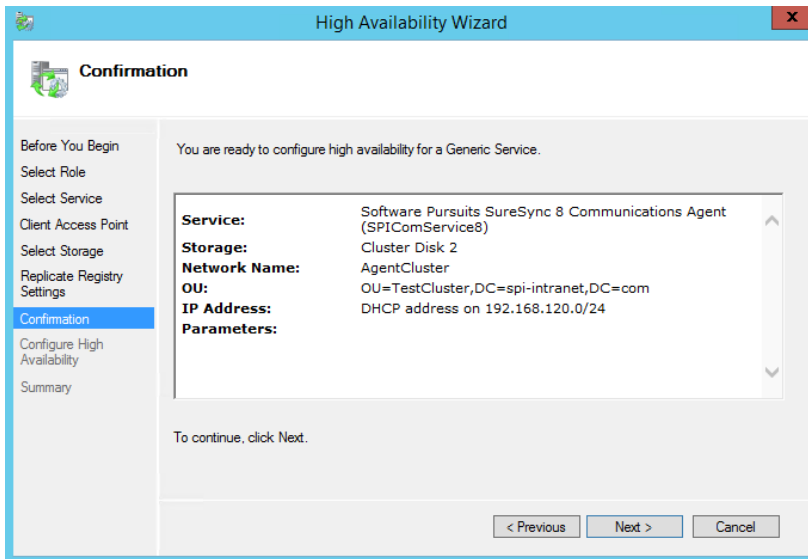 High Availability Wizard
x
Confirmation
Before You Begin
Select Role
Select Service
Client Access Point
Select Storage
Replicate Registry
Settings
Confirmation
Configure High
Availability
Summary
You are ready to configure high availability for a Generic Service.
Service: Software Pursuits SureSync 8 Communications Agent
(SPIComService8)
Storage: Cluster Disk 2
Network Name: AgentCluster
OU: OU=TestCluster,DC=spi-intranet,DC=com
IP Address: DHCP address on 192.168.120.0/24
Parameters:
To continue, click Next.
< Previous Next > Cancel